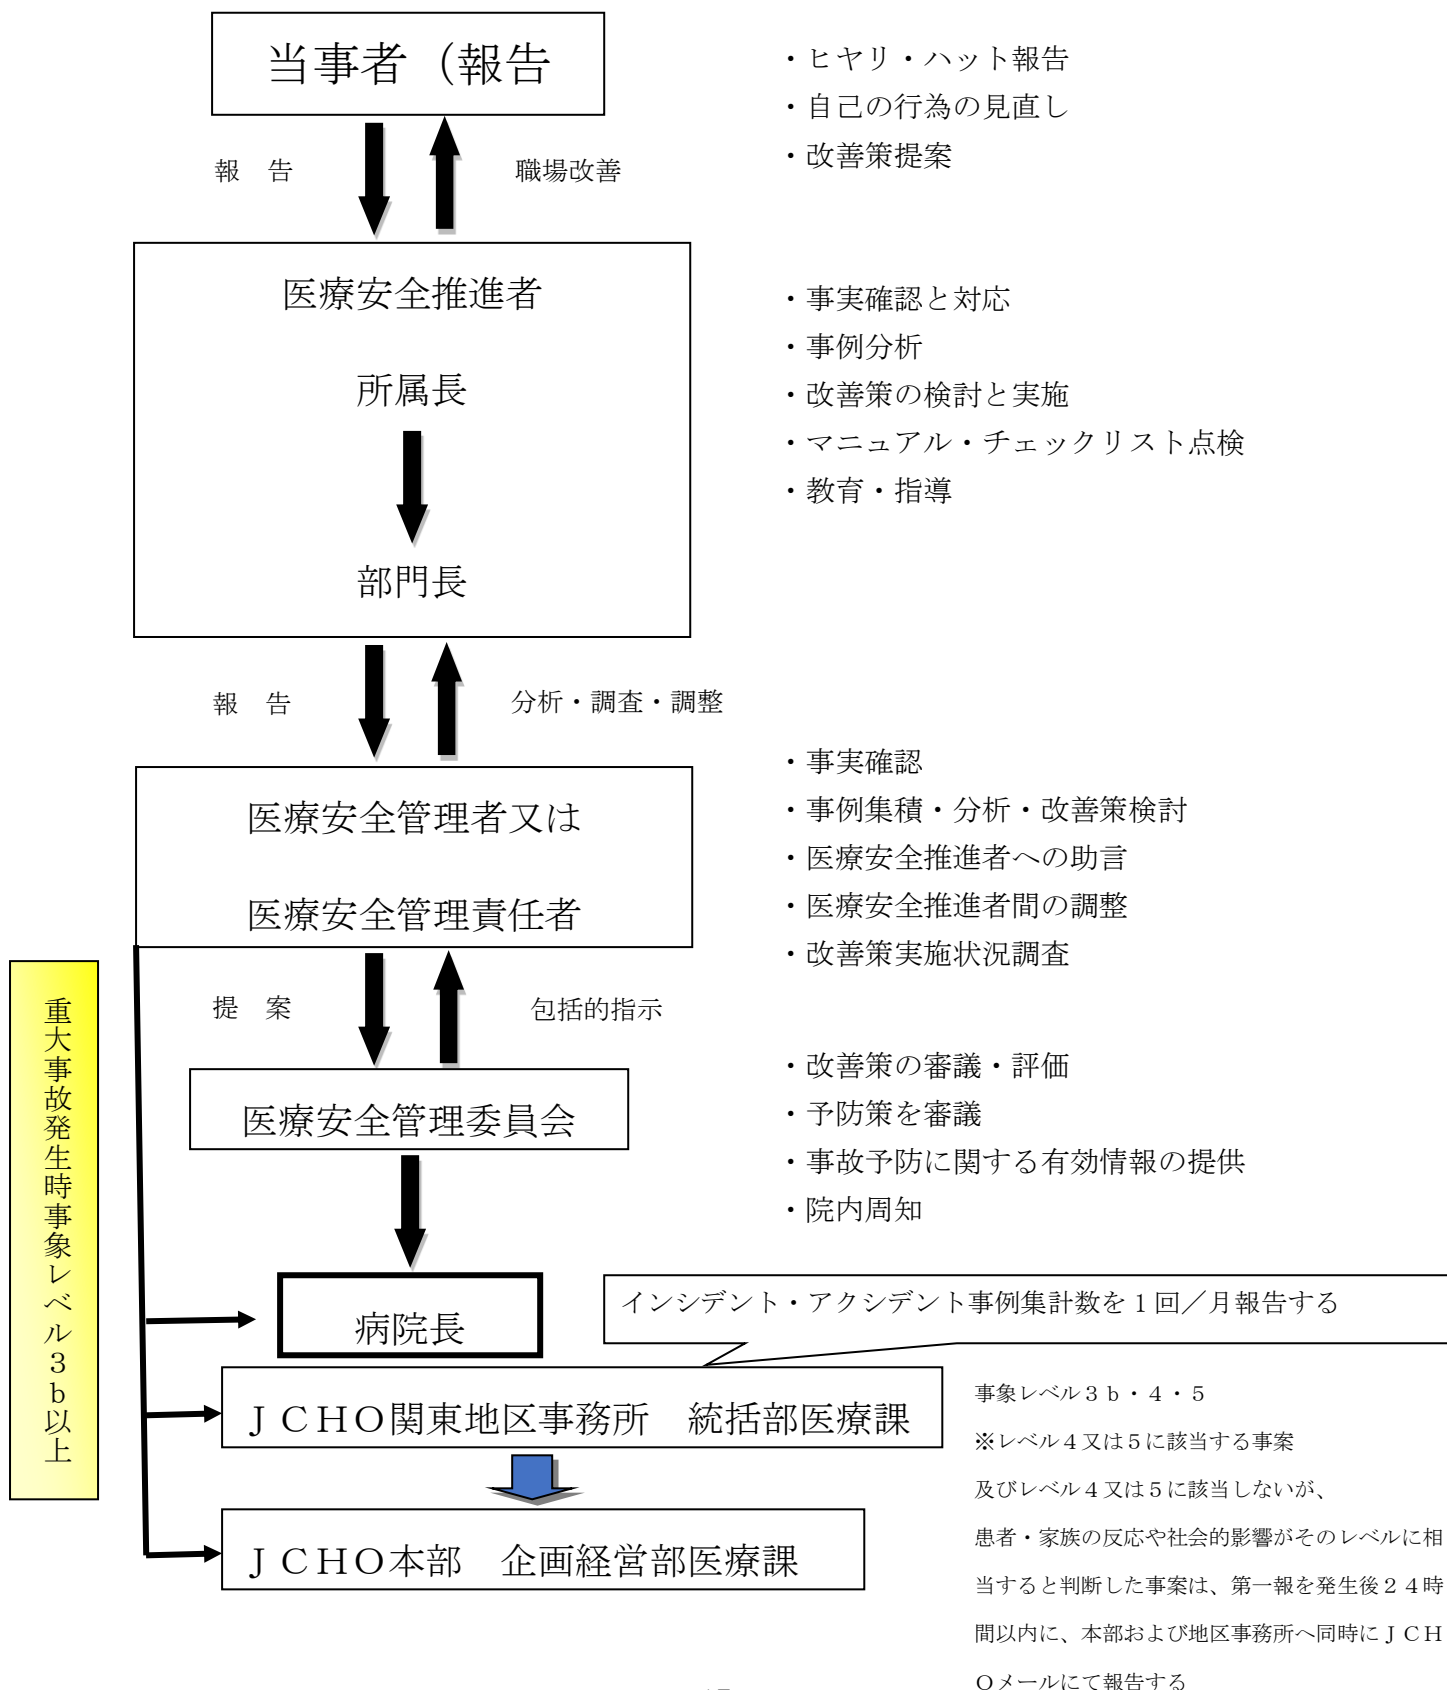 当事者（報告
・ヒヤリ・ハット報告
・自己の行為の見直し
・改善策提案
報　告
職場改善
医療安全推進者
所属長
部門長
・事実確認と対応
・事例分析
・改善策の検討と実施
・マニュアル・チェックリスト点検
・教育・指導
報　告
分析・調査・調整
医療安全管理者又は
医療安全管理責任者
・事実確認
・事例集積・分析・改善策検討
・医療安全推進者への助言
・医療安全推進者間の調整
・改善策実施状況調査
重大事故発生時事象レベル３ｂ以上
提　案
包括的指示
医療安全管理委員会
・改善策の審議・評価
・予防策を審議
・事故予防に関する有効情報の提供
・院内周知
病院長
インシデント・アクシデント事例集計数を１回／月報告する
ＪＣＨＯ関東地区事務所　統括部医療課
ＪＣＨＯ本部　企画経営部医療課
事象レベル３ｂ・４・５
※レベル４又は５に該当する事案
及びレベル４又は５に該当しないが、
患者・家族の反応や社会的影響がそのレベルに相
当すると判断した事案は、第一報を発生後２４時
間以内に、本部および地区事務所へ同時にＪＣＨ
Ｏメールにて報告する